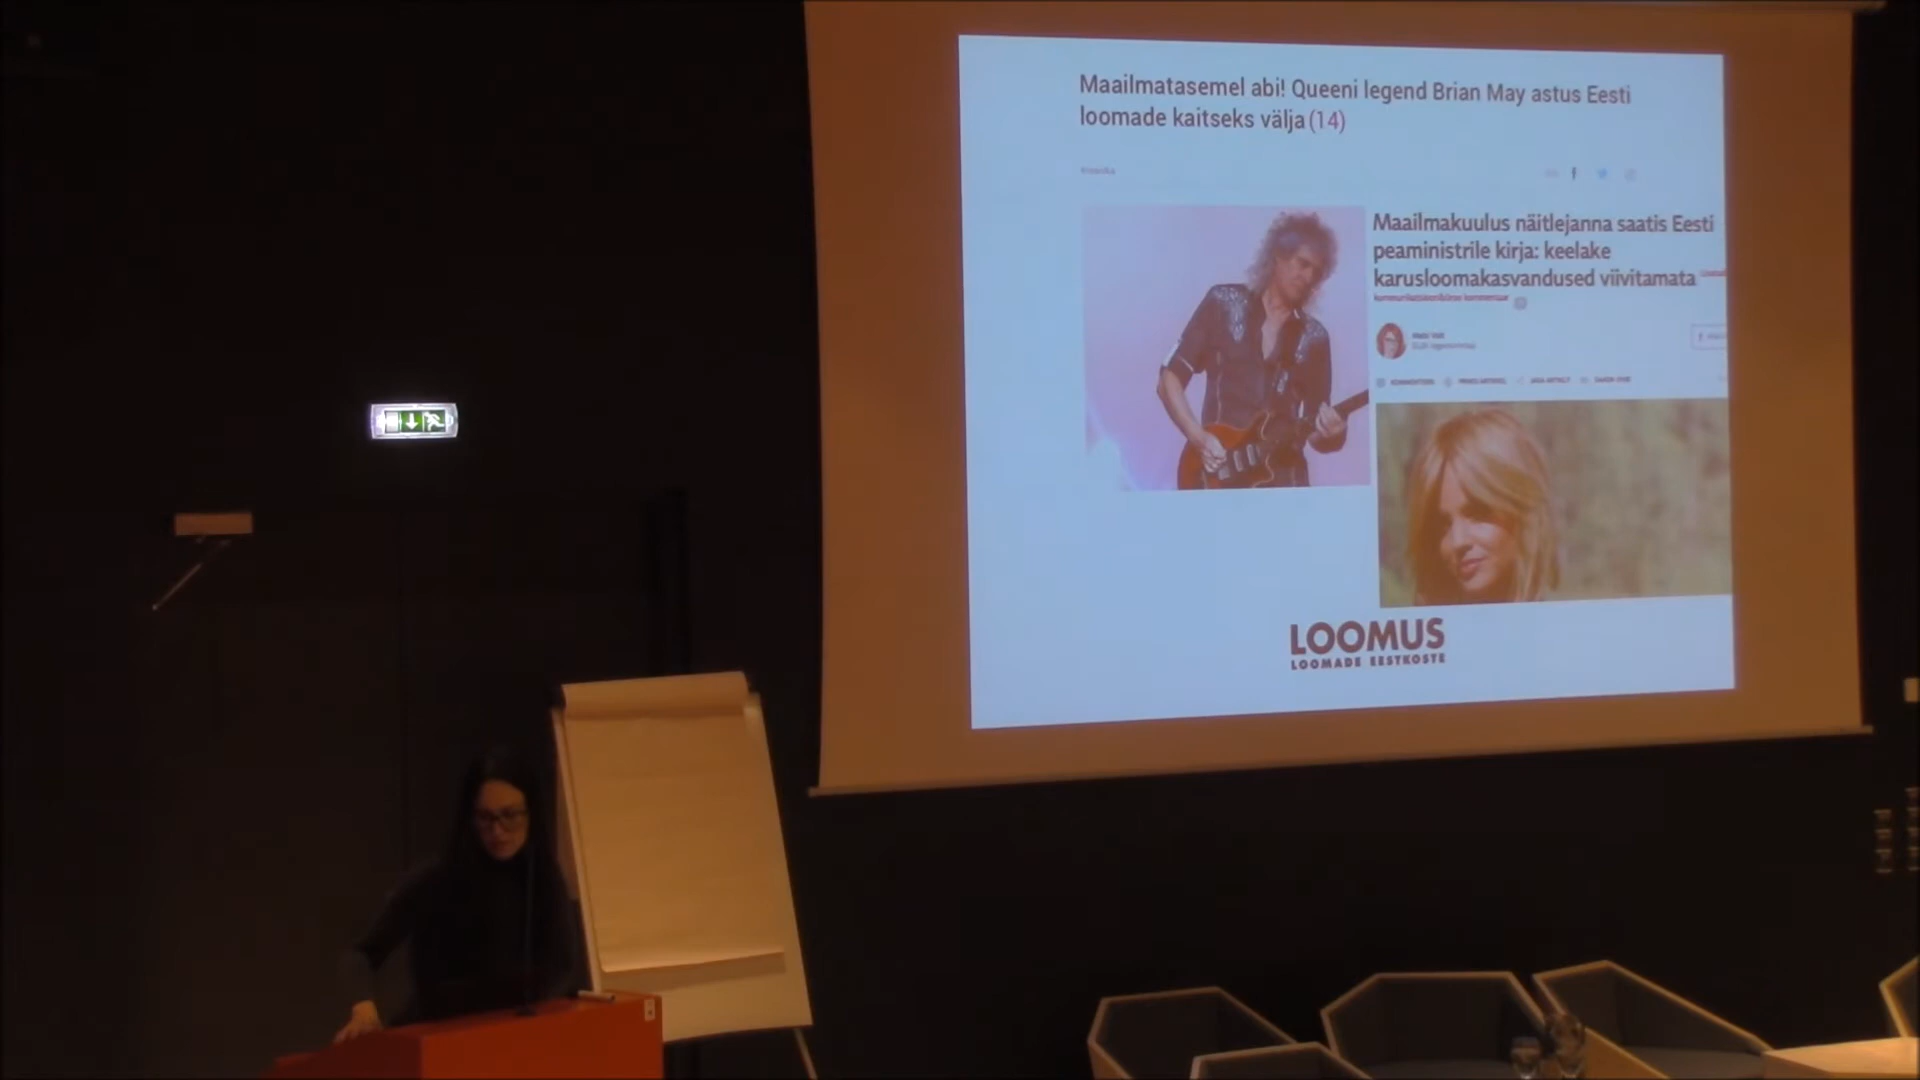 Maailmatasemel abi! Queeni legend Brian May astus Eesti
loomade kaitseks välja (14)
Kroonika
Maailmakuulus näitlejanna saatis Eesti
peaministrile kirja: keelake
karusloomakasvandused viivitamata
LOOMUS
LOOMADE EESTKOSTE